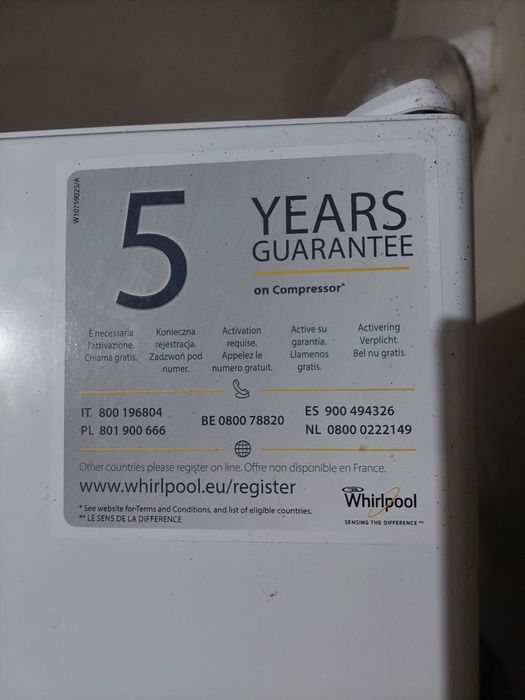 W10759025/A
5
YEARS
GUARANTEE
on Compressor*
È necessaria
l'attivazione.
Chiama gratis.
Konieczna
rejestracja.
Zadzwoń pod
numer.
Activation
requise.
Appelez le
numero gratuit.
Active su
garantía.
Llamenos
gratis.
Activering
Verplicht.
Bel nu gratis.
IT 800 196804
PL 801 900 666
BE 0800 78820
ES 900 494326
NL 0800 0222149
Other countries please register on line. Offre non disponible en France.
www.whirlpool.eu/register
* See website for Terms and Conditions, and list of eligible countries.
** LE SENS DE LA DIFFERENCE
Whirlpool
SENSING THE DIFFERENCE **